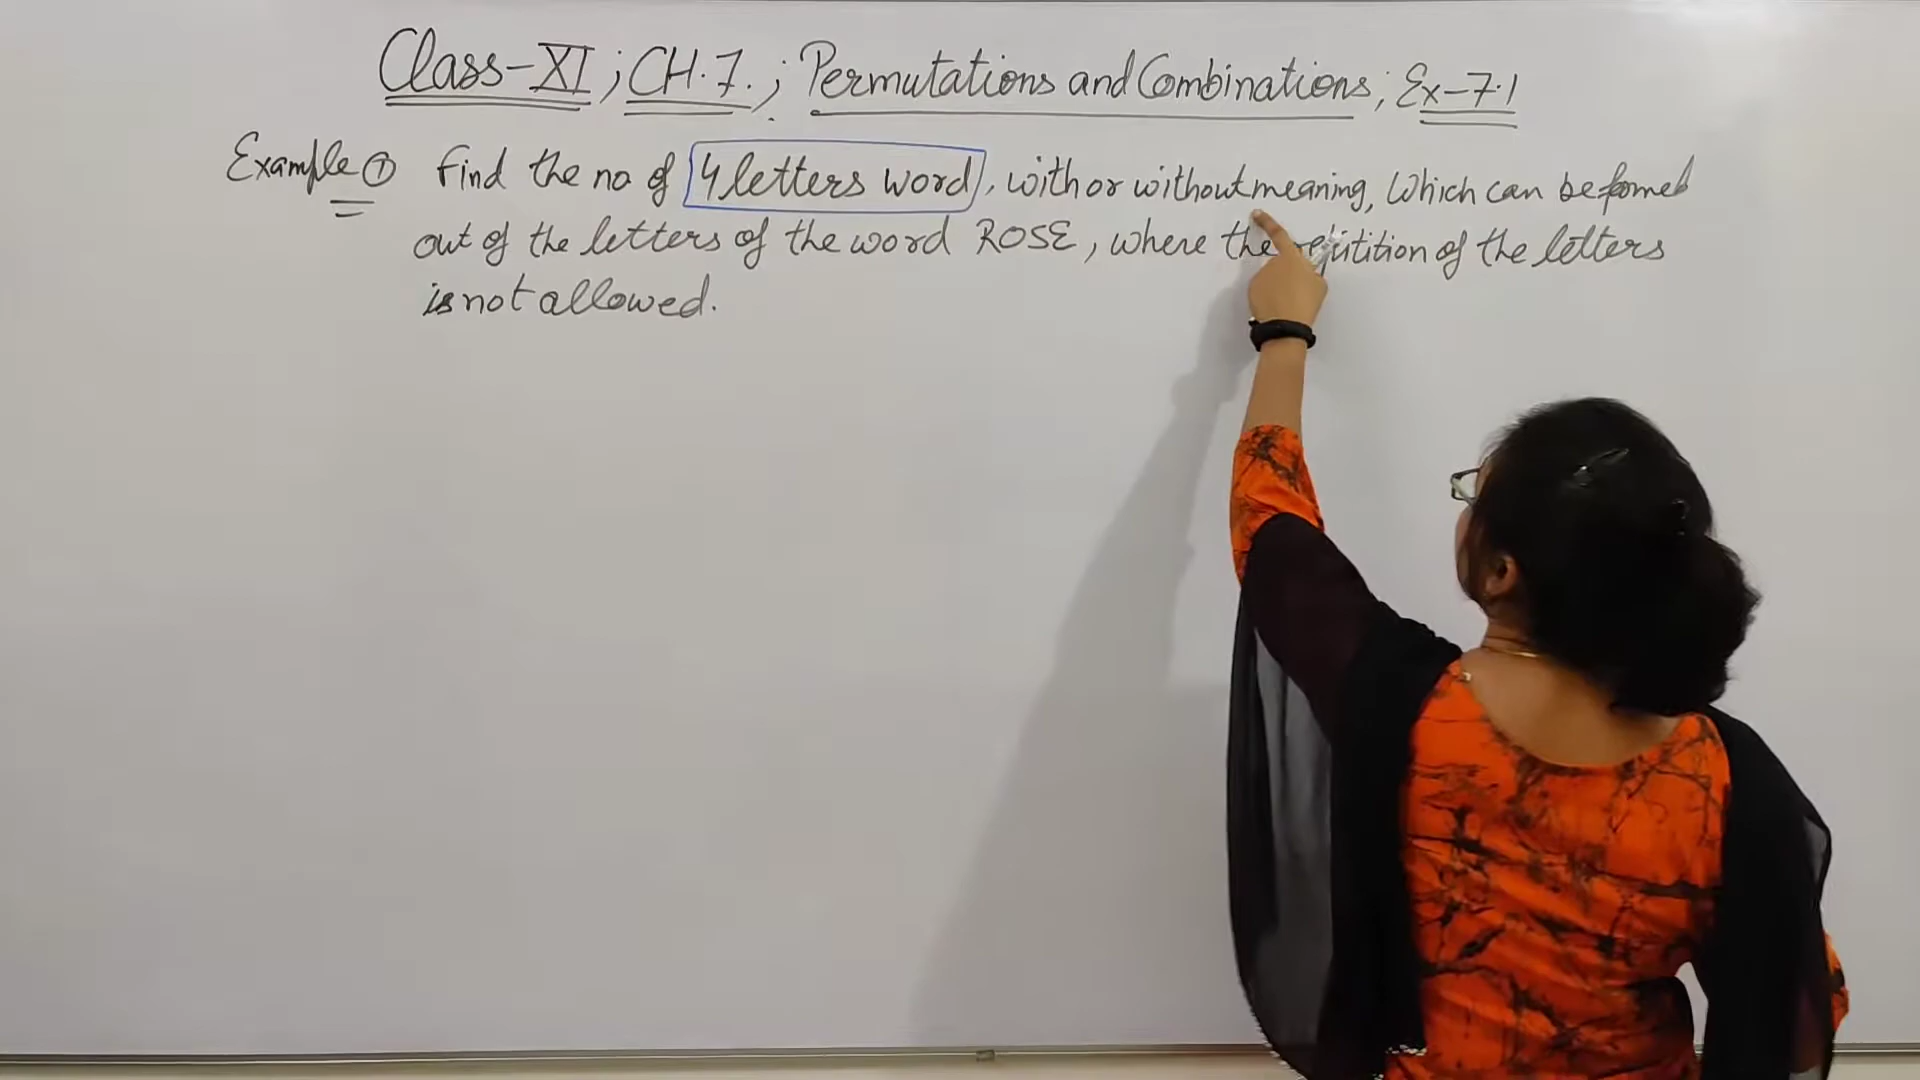 Class-XI ; CH.7. ; Permutations and Combinations ; Ex-7.1
Example ① Find the no of 4 letters word, with or without meaning, Which can be formed
out of the letters of the word ROSE, where the of the letters
is not allowed.